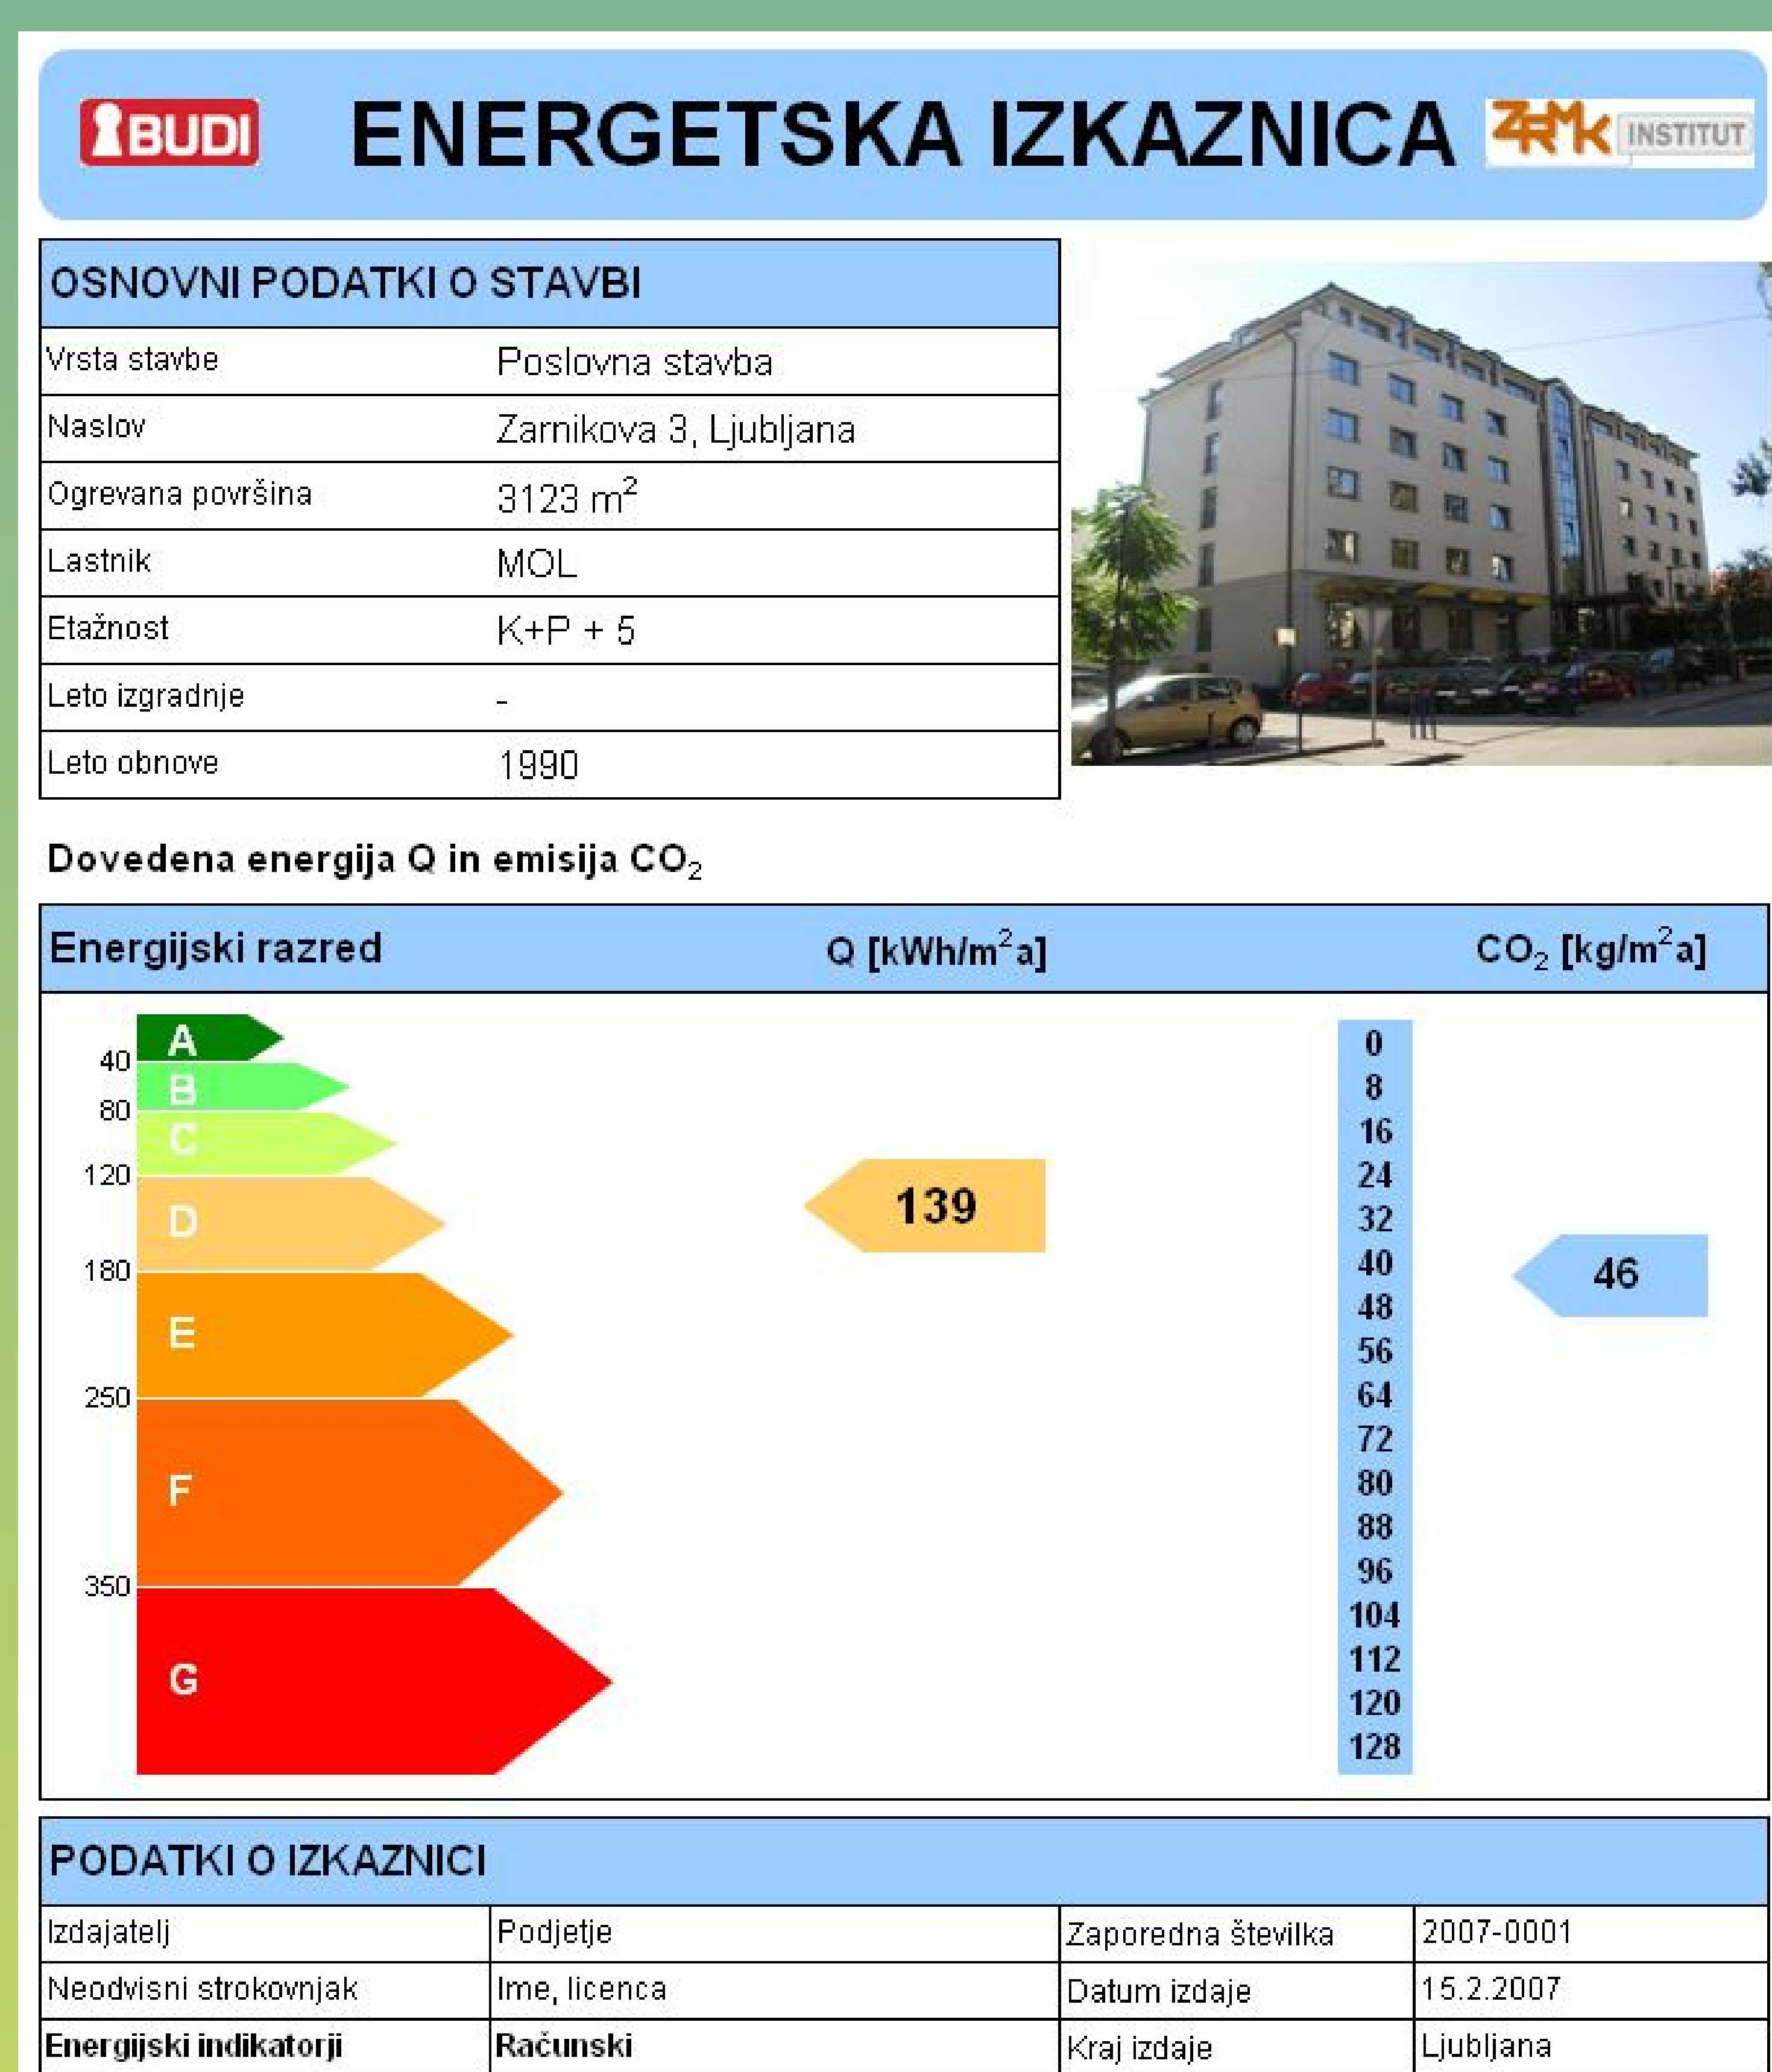 BUDI ENERGETSKA IZKAZNICA ZRMK INSTITUT
OSNOVNI PODATKI O STAVBI
Vrsta stavbe Poslovna stavba
Naslov Zarnikova 3, Ljubljana
Ogrevana površina 3123 m²
Lastnik MOL
Etažnost K+P + 5
Leto izgradnje -
Leto obnove 1990
Dovedena energija Q in emisija CO₂
Energijski razred Q [kWh/m²a] CO₂ [kg/m²a]
A
40
B
80
C
120
D
180
E
250
F
350
G
139
0
8
16
24
32
40
48
56
64
72
80
88
96
104
112
120
128
46
PODATKI O IZKAZNICI
Izdajatelj Podjetje Zaporedna številka 2007-0001
Neodvisni strokovnjak Ime, licenca Datum izdaje 15.2.2007
Energijski indikatorji Računski Kraj izdaje Ljubljana